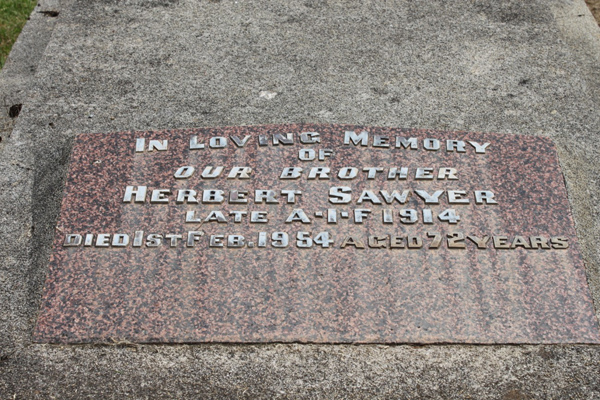 IN LOVING MEMORY
OF
OUR BROTHER
HERBERT SAWYER
LATE A·I·F 1914
DIED 1ST FEB. 1954 AGED 72 YEARS